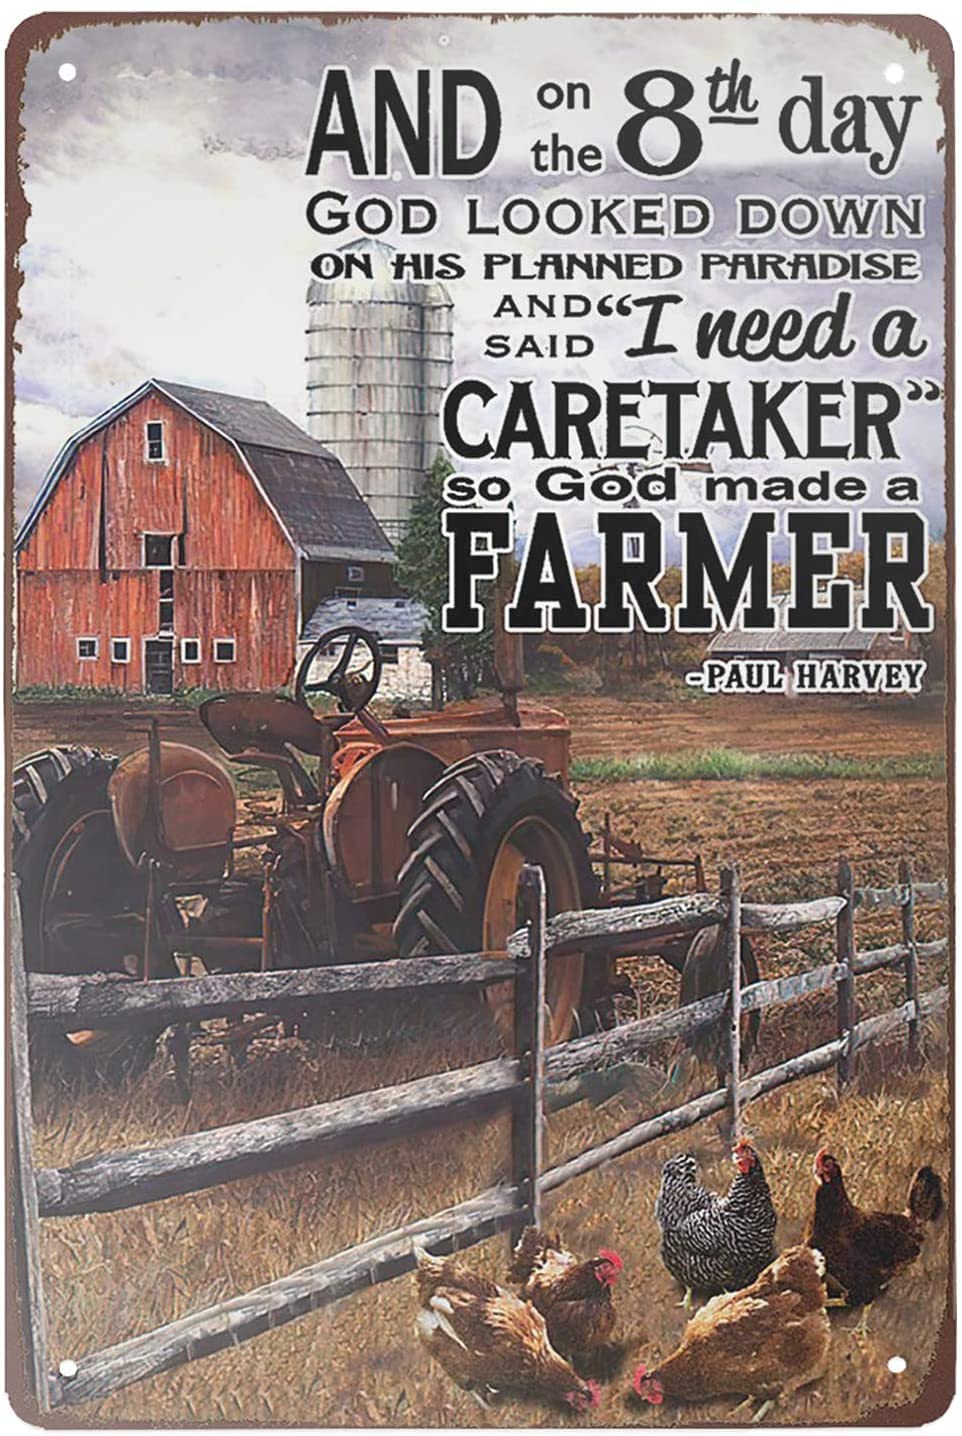 AND on the 8th day
GOD LOOKED DOWN
ON HIS PLANNED PARADISE
AND SAID "I need a
CARETAKER"
so God made a
FARMER
-PAUL HARVEY